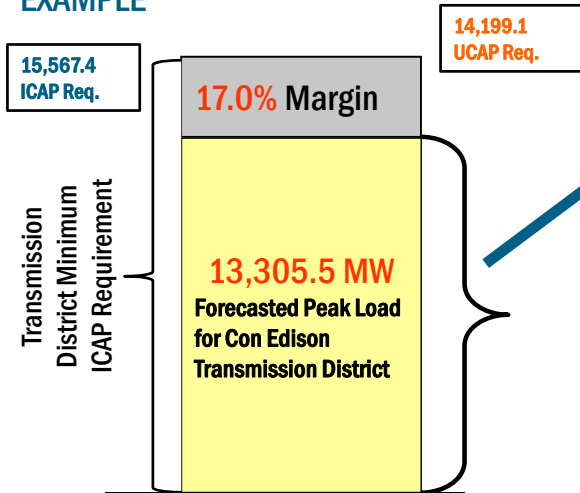 EXAMPLE
15,567.4
ICAP Req.
14,199.1
UCAP Req.
17.0% Margin
Transmission
District Minimum
ICAP Requirement
13,305.5 MW
Forecasted Peak Load
for Con Edison
Transmission District